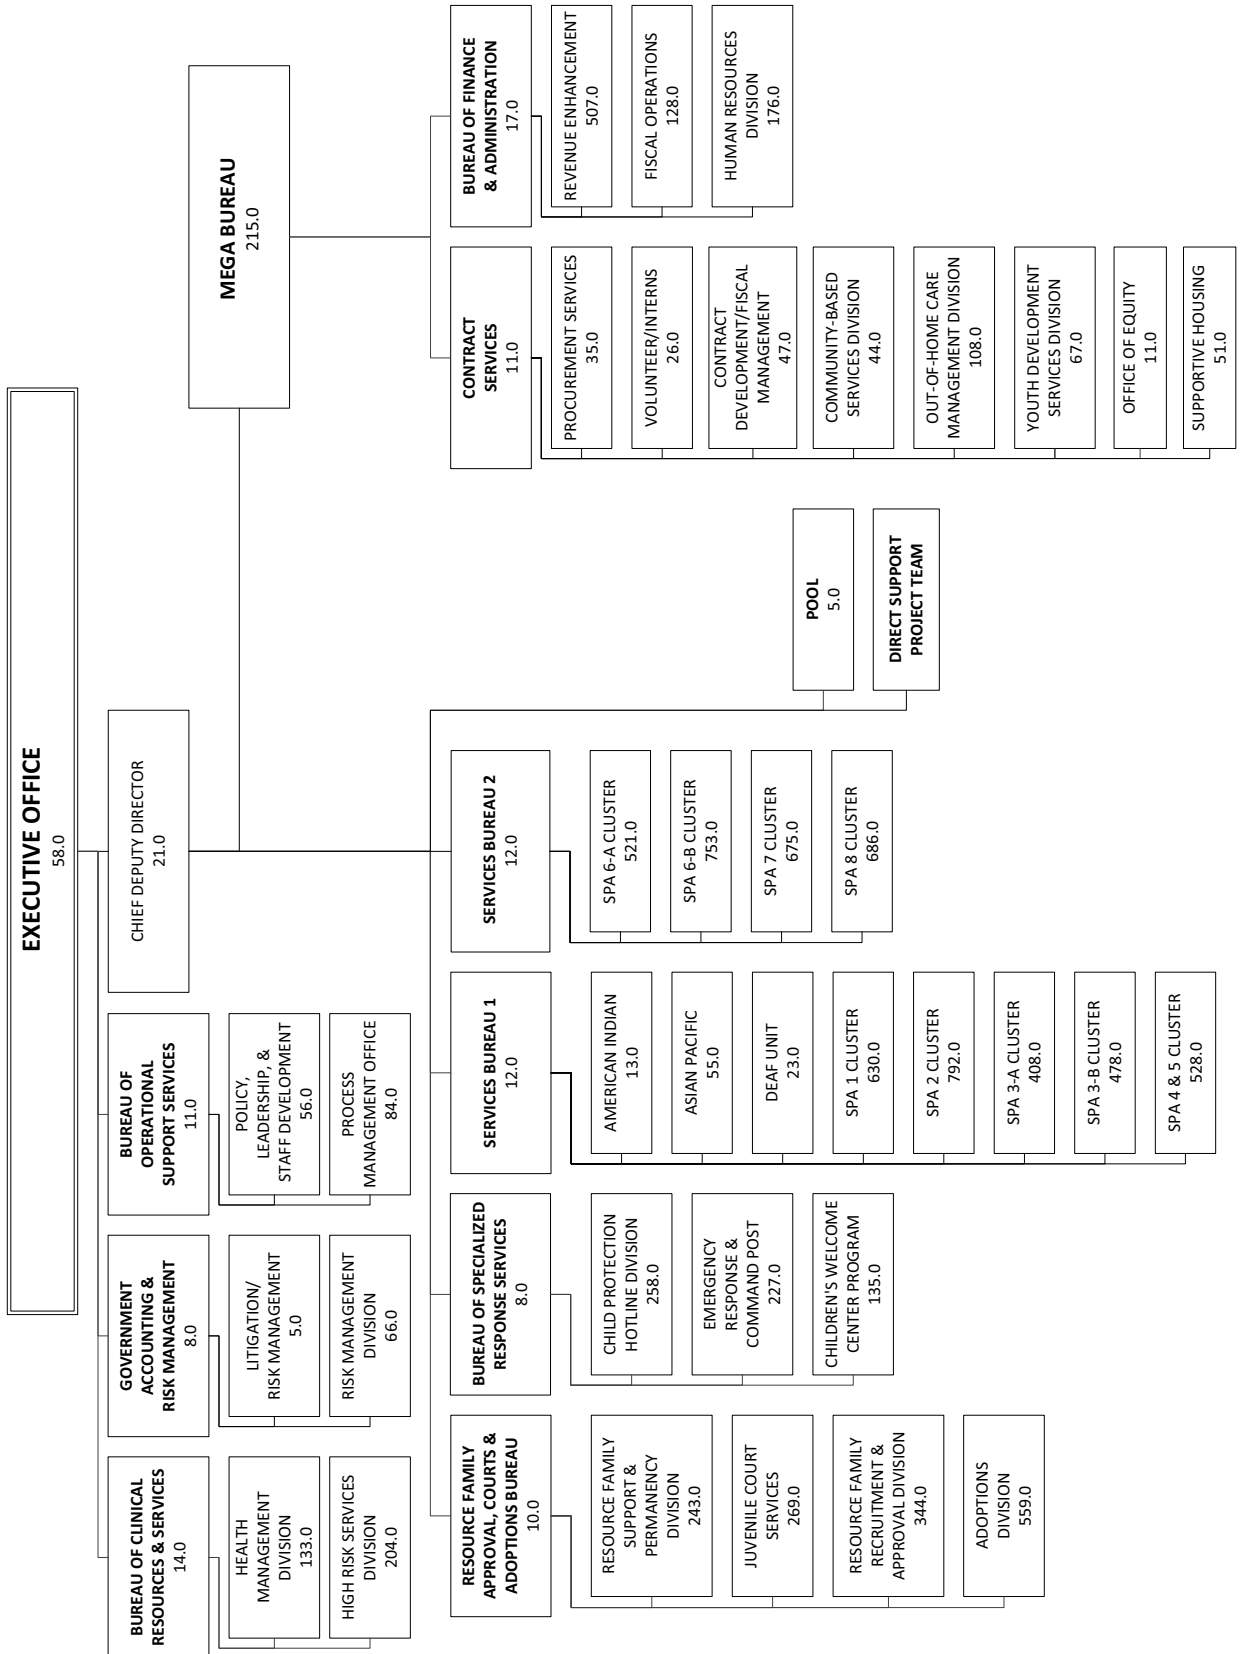 EXECUTIVE OFFICE
58.0
BUREAU OF CLINICAL
RESOURCES & SERVICES
14.0
HEALTH
MANAGEMENT
DIVISION
133.0
HIGH RISK SERVICES
DIVISION
204.0
GOVERNMENT
ACCOUNTING &
RISK MANAGEMENT
8.0
LITIGATION/
RISK MANAGEMENT
5.0
RISK MANAGEMENT
DIVISION
66.0
BUREAU OF
OPERATIONAL
SUPPORT SERVICES
11.0
POLICY,
LEADERSHIP, &
STAFF DEVELOPMENT
56.0
PROCESS
MANAGEMENT OFFICE
84.0
CHIEF DEPUTY DIRECTOR
21.0
MEGA BUREAU
215.0
RESOURCE FAMILY
APPROVAL, COURTS &
ADOPTIONS BUREAU
10.0
RESOURCE FAMILY
SUPPORT &
PERMANENCY
DIVISION
243.0
JUVENILE COURT
SERVICES
269.0
RESOURCE FAMILY
RECRUITMENT &
APPROVAL DIVISION
344.0
ADOPTIONS
DIVISION
559.0
BUREAU OF SPECIALIZED
RESPONSE SERVICES
8.0
CHILD PROTECTION
HOTLINE DIVISION
258.0
EMERGENCY
RESPONSE &
COMMAND POST
227.0
CHILDREN'S WELCOME
CENTER PROGRAM
135.0
SERVICES BUREAU 1
12.0
AMERICAN INDIAN
13.0
ASIAN PACIFIC
55.0
DEAF UNIT
23.0
SPA 1 CLUSTER
630.0
SPA 2 CLUSTER
792.0
SPA 3-A CLUSTER
408.0
SPA 3-B CLUSTER
478.0
SPA 4 & 5 CLUSTER
528.0
SERVICES BUREAU 2
12.0
SPA 6-A CLUSTER
521.0
SPA 6-B CLUSTER
753.0
SPA 7 CLUSTER
675.0
SPA 8 CLUSTER
686.0
POOL
5.0
DIRECT SUPPORT
PROJECT TEAM
CONTRACT
SERVICES
11.0
PROCUREMENT SERVICES
35.0
VOLUNTEER/INTERNS
26.0
CONTRACT
DEVELOPMENT/FISCAL
MANAGEMENT
47.0
COMMUNITY-BASED
SERVICES DIVISION
44.0
OUT-OF-HOME CARE
MANAGEMENT DIVISION
108.0
YOUTH DEVELOPMENT
SERVICES DIVISION
67.0
OFFICE OF EQUITY
11.0
SUPPORTIVE HOUSING
51.0
BUREAU OF FINANCE
& ADMINISTRATION
17.0
REVENUE ENHANCEMENT
507.0
FISCAL OPERATIONS
128.0
HUMAN RESOURCES
DIVISION
176.0